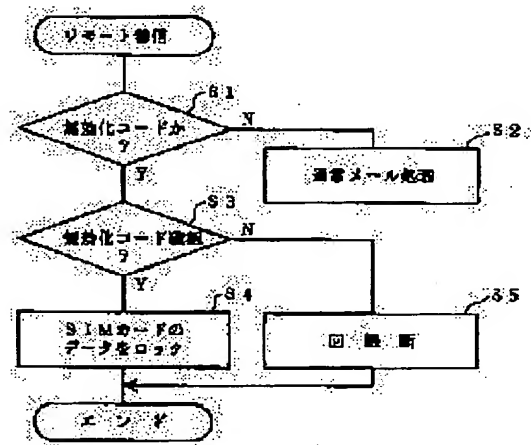 リモート着信
S1
無効化コードか
?
N
S2
通常メール処理
Y
S3
無効化コード確認
?
N
Y
S4
SIMカードの
データをロック
S5
回線断
エンド